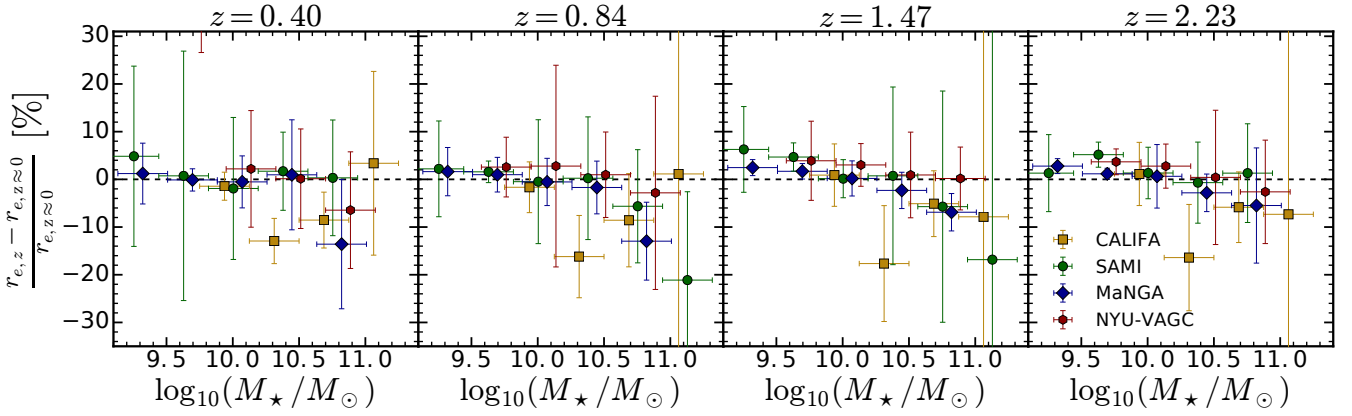 z = 0.40 z = 0.84 z = 1.47 z = 2.23
30
20
10
0
−10
−20
−30
r_{e,z} − r_{e,z≈0}
r_{e,z≈0}
[%]
CALIFA
SAMI
MaNGA
NYU-VAGC
9.5 10.0 10.5 11.0 9.5 10.0 10.5 11.0 9.5 10.0 10.5 11.0 9.5 10.0 10.5 11.0
log₁₀(M★/M⊙) log₁₀(M★/M⊙) log₁₀(M★/M⊙) log₁₀(M★/M⊙)